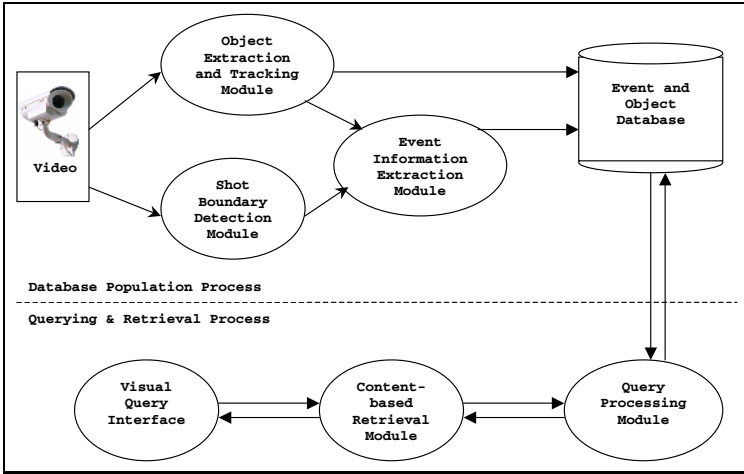 Object
Extraction
and Tracking
Module
Event and
Object
Database
Video
Event
Information
Extraction
Module
Shot
Boundary
Detection
Module
Database Population Process
Querying & Retrieval Process
Visual
Query
Interface
Content-
based
Retrieval
Module
Query
Processing
Module